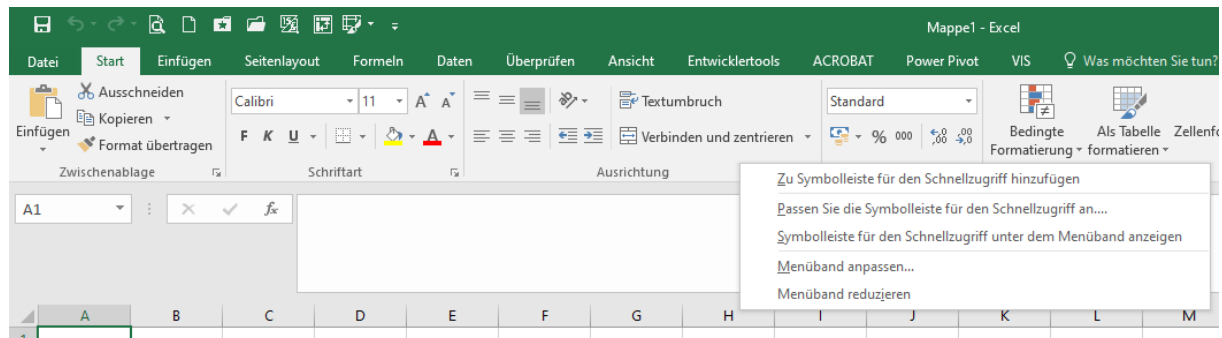 Mappe1 - Excel
Datei Start Einfügen Seitenlayout Formeln Daten Überprüfen Ansicht Entwicklertools ACROBAT Power Pivot VIS Was möchten Sie tun?
Ausschneiden
Calibri 11 A A Textumbruch Standard
Kopieren
Einfügen
F K U A Verbinden und zentrieren % 000 ,00 Bedingte Als Tabelle
Format übertragen
Formatierung formatieren
Zwischenablage Schriftart Ausrichtung
Zu Symbolleiste für den Schnellzugriff hinzufügen
A1 fx
Passen Sie die Symbolleiste für den Schnellzugriff an....
Symbolleiste für den Schnellzugriff unter dem Menüband anzeigen
Menüband anpassen...
Menüband reduzieren
A B C D E F G H I J K L M